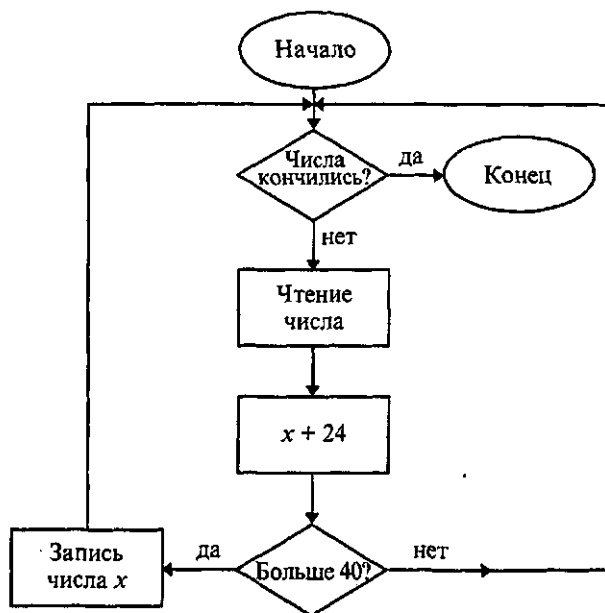 Начало
Числа
кончились?
да
Конец
нет
Чтение
числа
x + 24
Запись
числа x
да
Больше 40?
нет